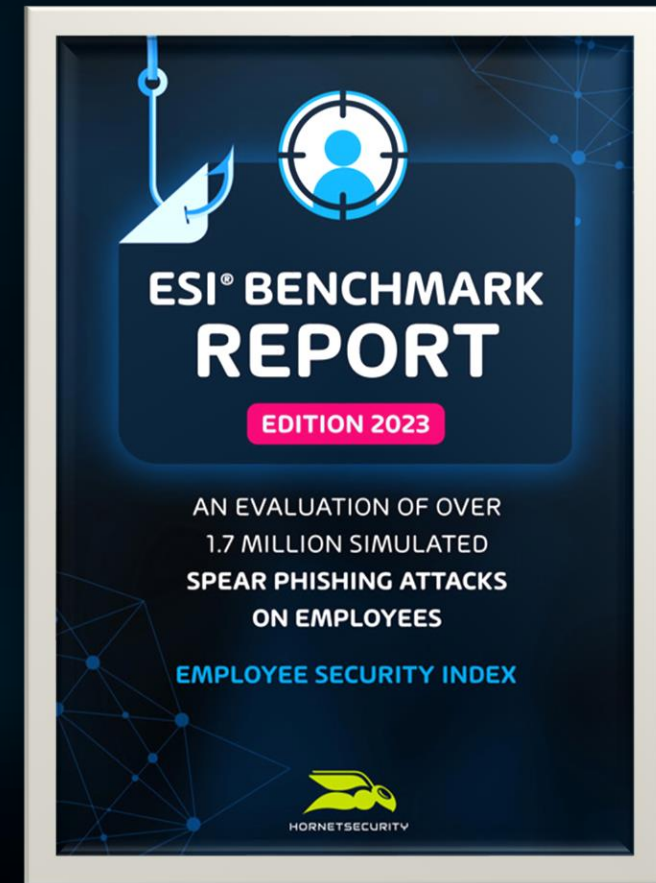 ESI® BENCHMARK
REPORT
EDITION 2023
AN EVALUATION OF OVER
1.7 MILLION SIMULATED
SPEAR PHISHING ATTACKS
ON EMPLOYEES
EMPLOYEE SECURITY INDEX
HORNETSECURITY